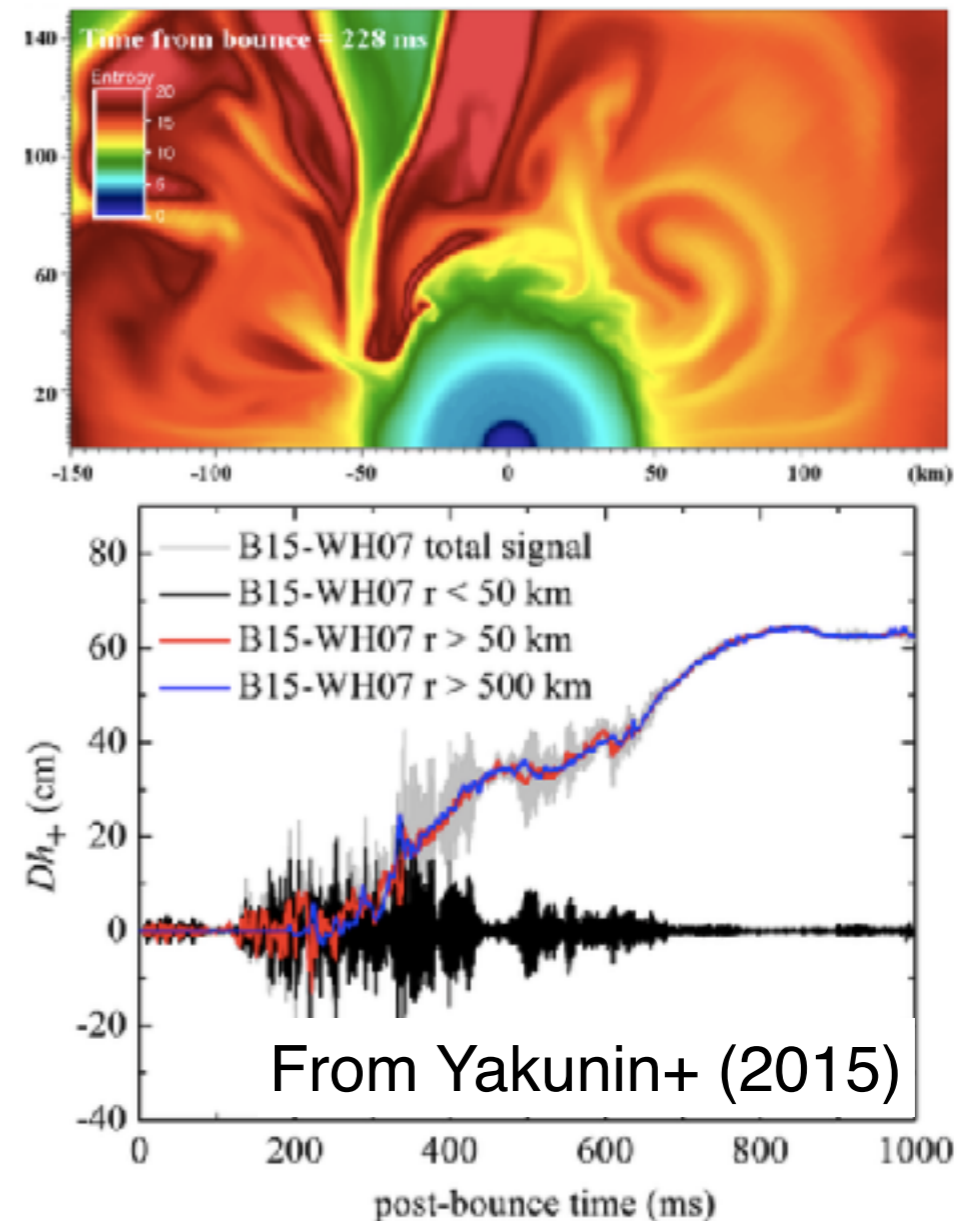 140
Time from bounce = 228 ms
Entropy
20
15
10
5
0
100
60
20
-150 -100 -50 0 50 100 (km)
B15-WH07 total signal
B15-WH07 r < 50 km
B15-WH07 r > 50 km
B15-WH07 r > 500 km
80
60
40
20
0
-20
-40
Dh+ (cm)
From Yakunin+ (2015)
0 200 400 600 800 1000
post-bounce time (ms)